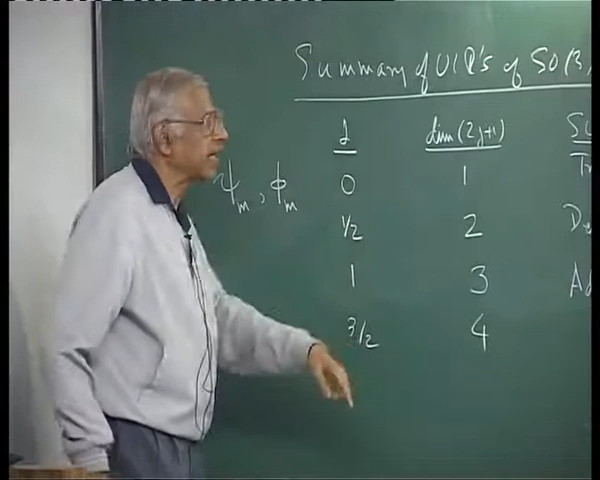 Summary of UIR's of SO(3)
j dim(2j+1)
0 1
ψm, φm
1/2 2
1 3
3/2 4